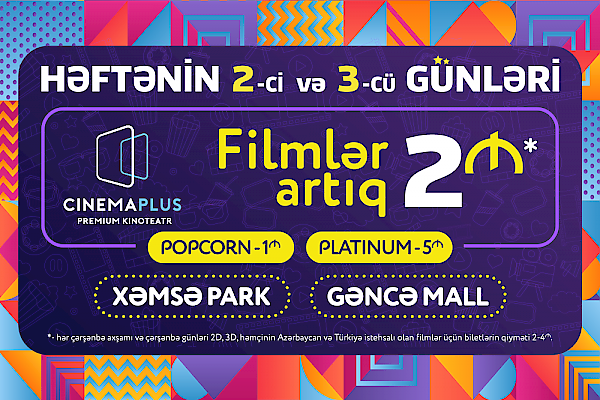 HƏFTƏNİN 2-Cİ və 3-CÜ GÜNLƏRİ
Filmlər
artıq
2₼*
CINEMAPLUS
PREMIUM KINOTEATR
POPCORN-1₼ PLATINUM-5₼
XƏMSƏ PARK GƏNCƏ MALL
*- hər çərşənbə axşamı və çərşənbə günləri 2D, 3D, həmçinin Azərbaycan və Türkiyə istehsalı olan filmlər üçün biletlərin qiyməti 2-4₼.